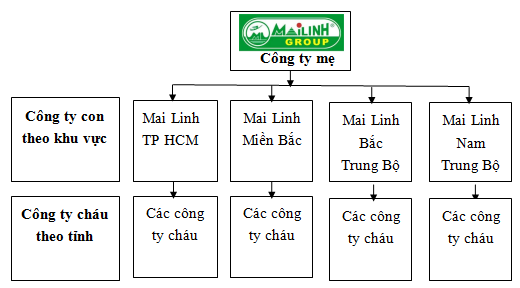 MAILINH
GROUP
Công ty mẹ
Công ty con
theo khu vực
Mai Linh
TP HCM
Mai Linh
Miền Bắc
Mai Linh
Bắc
Trung Bộ
Mai Linh
Nam
Trung Bộ
Công ty cháu
theo tỉnh
Các công
ty cháu
Các công
ty cháu
Các công
ty cháu
Các công
ty cháu